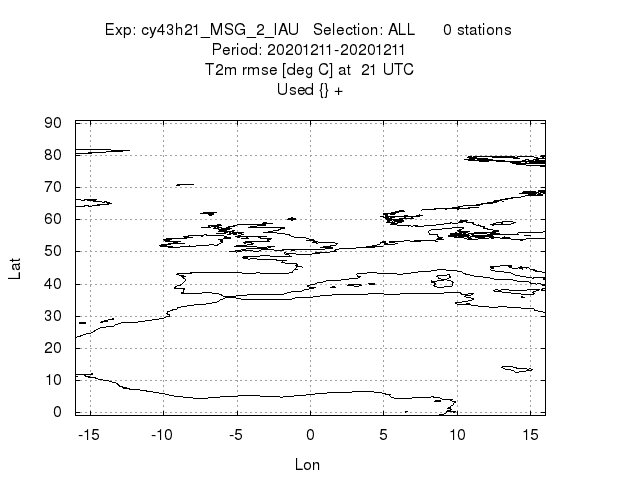 Exp: cy43h21_MSG_2_IAU   Selection: ALL      0 stations
Period: 20201211-20201211
T2m rmse [deg C] at  21 UTC
Used {} +
90
80
70
60
50
40
30
20
10
0
Lat
-15 -10 -5 0 5 10 15
Lon